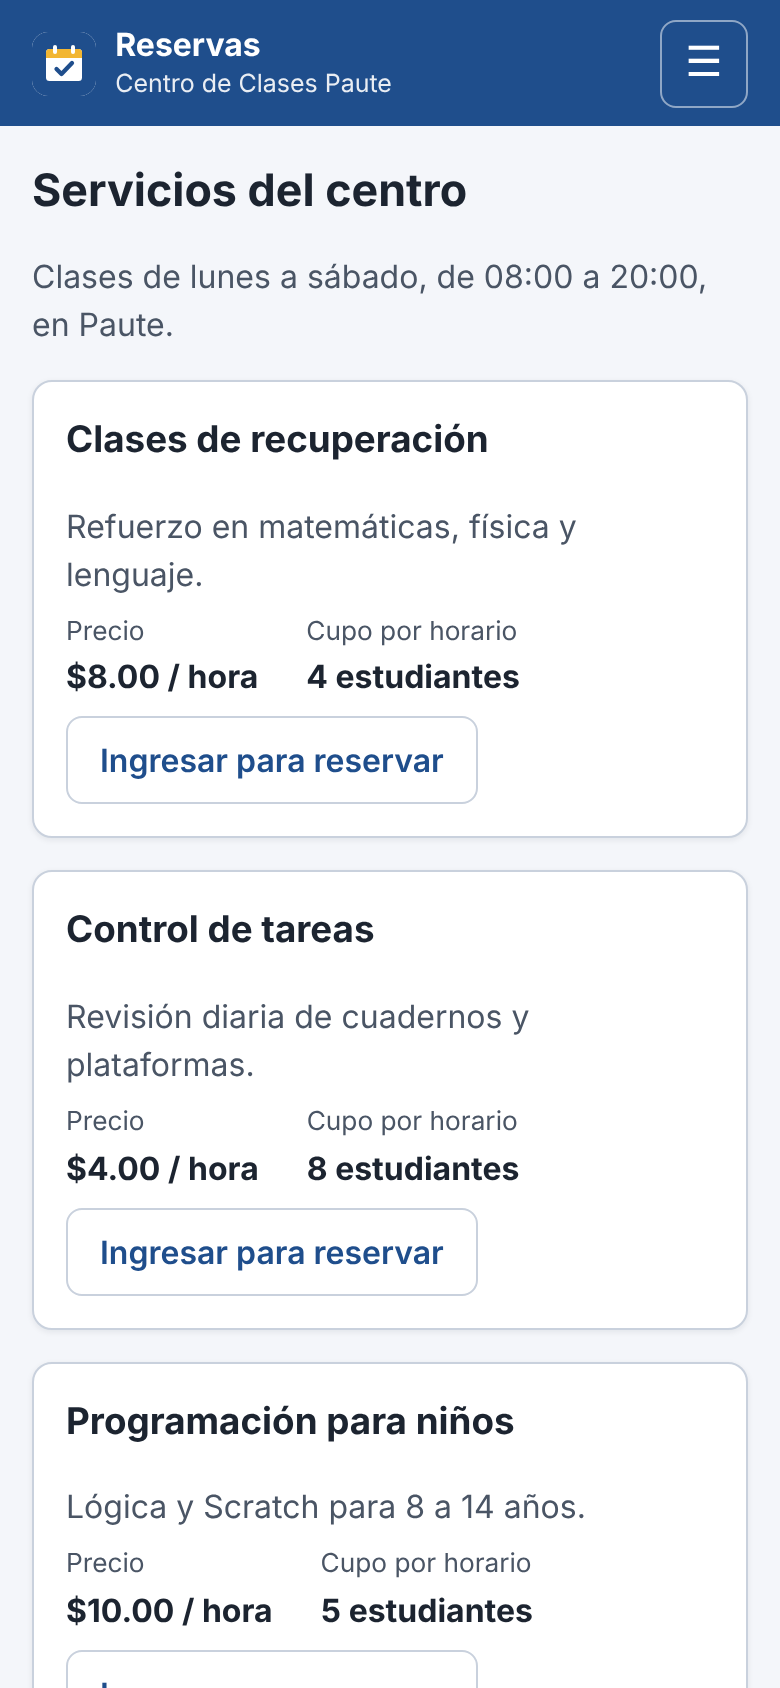 Reservas
Centro de Clases Paute
Servicios del centro
Clases de lunes a sábado, de 08:00 a 20:00,
en Paute.
Clases de recuperación
Refuerzo en matemáticas, física y
lenguaje.
Precio Cupo por horario
$8.00 / hora 4 estudiantes
Ingresar para reservar
Control de tareas
Revisión diaria de cuadernos y
plataformas.
Precio Cupo por horario
$4.00 / hora 8 estudiantes
Ingresar para reservar
Programación para niños
Lógica y Scratch para 8 a 14 años.
Precio Cupo por horario
$10.00 / hora 5 estudiantes